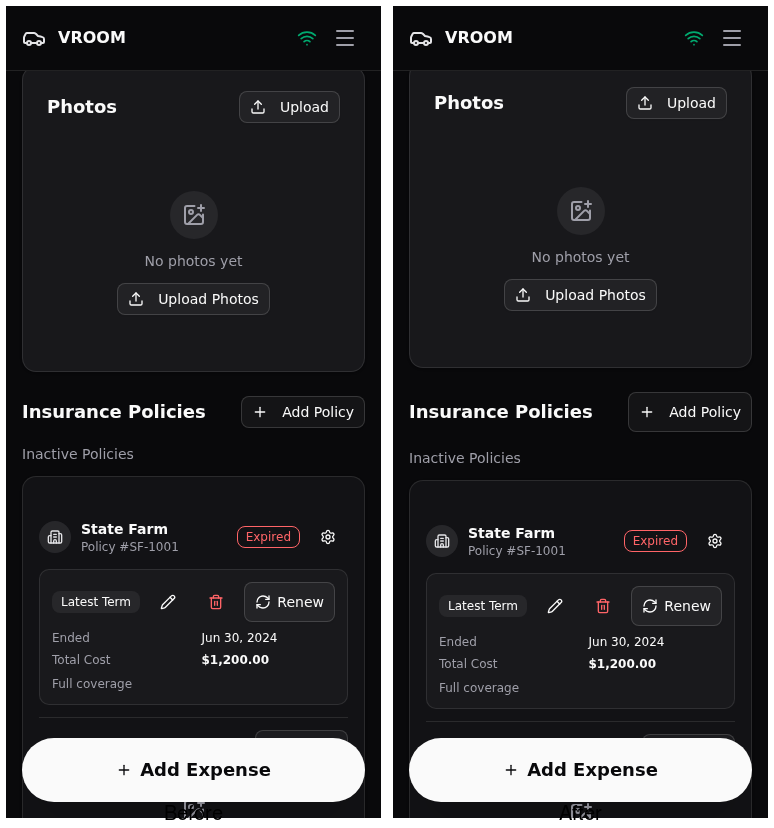 VROOM
Photos
Upload
No photos yet
Upload Photos
Insurance Policies
Add Policy
Inactive Policies
State Farm
Policy #SF-1001
Expired
Latest Term
Renew
Ended Jun 30, 2024
Total Cost $1,200.00
Full coverage
+ Add Expense
Before
VROOM
Photos
Upload
No photos yet
Upload Photos
Insurance Policies
Add Policy
Inactive Policies
State Farm
Policy #SF-1001
Expired
Latest Term
Renew
Ended Jun 30, 2024
Total Cost $1,200.00
Full coverage
+ Add Expense
After